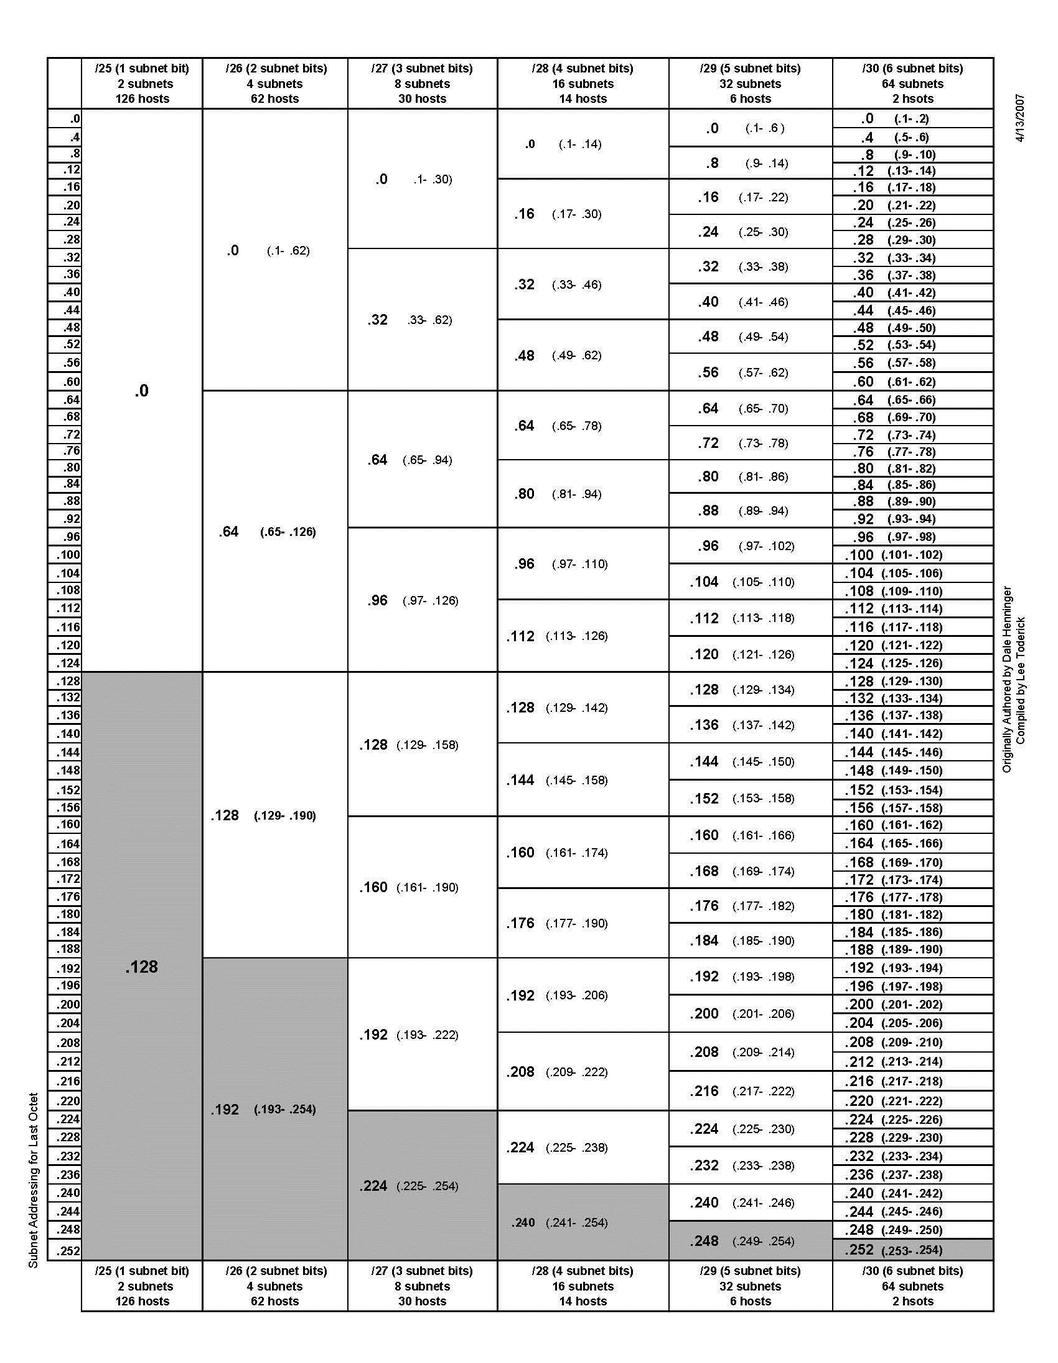 /25 (1 subnet bit) /26 (2 subnet bits) /27 (3 subnet bits) /28 (4 subnet bits) /29 (5 subnet bits) /30 (6 subnet bits)
2 subnets 4 subnets 8 subnets 16 subnets 32 subnets 64 subnets
126 hosts 62 hosts 30 hosts 14 hosts 6 hosts 2 hsots
.0
.4
.8
.12
.16
.20
.24
.28
.32
.36
.40
.44
.48
.52
.56
.60
.64
.68
.72
.76
.80
.84
.88
.92
.96
.100
.104
.108
.112
.116
.120
.124
.128
.132
.136
.140
.144
.148
.152
.156
.160
.164
.168
.172
.176
.180
.184
.188
.192
.196
.200
.204
.208
.212
.216
.220
.224
.228
.232
.236
.240
.244
.248
.252
.0
.128
.0 (.1- .62)
.64 (.65- .126)
.128 (.129- .190)
.192 (.193- .254)
.0 .1- .30)
.32 .33- .62)
.64 (.65- .94)
.96 (.97- .126)
.128 (.129- .158)
.160 (.161- .190)
.192 (.193- .222)
.224 (.225- .254)
.0 (.1- .14)
.16 (.17- .30)
.32 (.33- .46)
.48 (.49- .62)
.64 (.65- .78)
.80 (.81- .94)
.96 (.97- .110)
.112 (.113- .126)
.128 (.129- .142)
.144 (.145- .158)
.160 (.161- .174)
.176 (.177- .190)
.192 (.193- .206)
.208 (.209- .222)
.224 (.225- .238)
.240 (.241- .254)
.0 (.1- .6 )
.8 (.9- .14)
.16 (.17- .22)
.24 (.25- .30)
.32 (.33- .38)
.40 (.41- .46)
.48 (.49- .54)
.56 (.57- .62)
.64 (.65- .70)
.72 (.73- .78)
.80 (.81- .86)
.88 (.89- .94)
.96 (.97- .102)
.104 (.105- .110)
.112 (.113- .118)
.120 (.121- .126)
.128 (.129- .134)
.136 (.137- .142)
.144 (.145- .150)
.152 (.153- .158)
.160 (.161- .166)
.168 (.169- .174)
.176 (.177- .182)
.184 (.185- .190)
.192 (.193- .198)
.200 (.201- .206)
.208 (.209- .214)
.216 (.217- .222)
.224 (.225- .230)
.232 (.233- .238)
.240 (.241- .246)
.248 (.249- .254)
.0 (.1- .2)
.4 (.5- .6)
.8 (.9- .10)
.12 (.13- .14)
.16 (.17- .18)
.20 (.21- .22)
.24 (.25- .26)
.28 (.29- .30)
.32 (.33- .34)
.36 (.37- .38)
.40 (.41- .42)
.44 (.45- .46)
.48 (.49- .50)
.52 (.53- .54)
.56 (.57- .58)
.60 (.61- .62)
.64 (.65- .66)
.68 (.69- .70)
.72 (.73- .74)
.76 (.77- .78)
.80 (.81- .82)
.84 (.85- .86)
.88 (.89- .90)
.92 (.93- .94)
.96 (.97- .98)
.100 (.101- .102)
.104 (.105- .106)
.108 (.109- .110)
.112 (.113- .114)
.116 (.117- .118)
.120 (.121- .122)
.124 (.125- .126)
.128 (.129- .130)
.132 (.133- .134)
.136 (.137- .138)
.140 (.141- .142)
.144 (.145- .146)
.148 (.149- .150)
.152 (.153- .154)
.156 (.157- .158)
.160 (.161- .162)
.164 (.165- .166)
.168 (.169- .170)
.172 (.173- .174)
.176 (.177- .178)
.180 (.181- .182)
.184 (.185- .186)
.188 (.189- .190)
.192 (.193- .194)
.196 (.197- .198)
.200 (.201- .202)
.204 (.205- .206)
.208 (.209- .210)
.212 (.213- .214)
.216 (.217- .218)
.220 (.221- .222)
.224 (.225- .226)
.228 (.229- .230)
.232 (.233- .234)
.236 (.237- .238)
.240 (.241- .242)
.244 (.245- .246)
.248 (.249- .250)
.252 (.253- .254)
/25 (1 subnet bit) /26 (2 subnet bits) /27 (3 subnet bits) /28 (4 subnet bits) /29 (5 subnet bits) /30 (6 subnet bits)
2 subnets 4 subnets 8 subnets 16 subnets 32 subnets 64 subnets
126 hosts 62 hosts 30 hosts 14 hosts 6 hosts 2 hsots
Subnet Addressing for Last Octet
4/13/2007
Originally Authored by Dale Henninger
Compiled by Lee Toderick